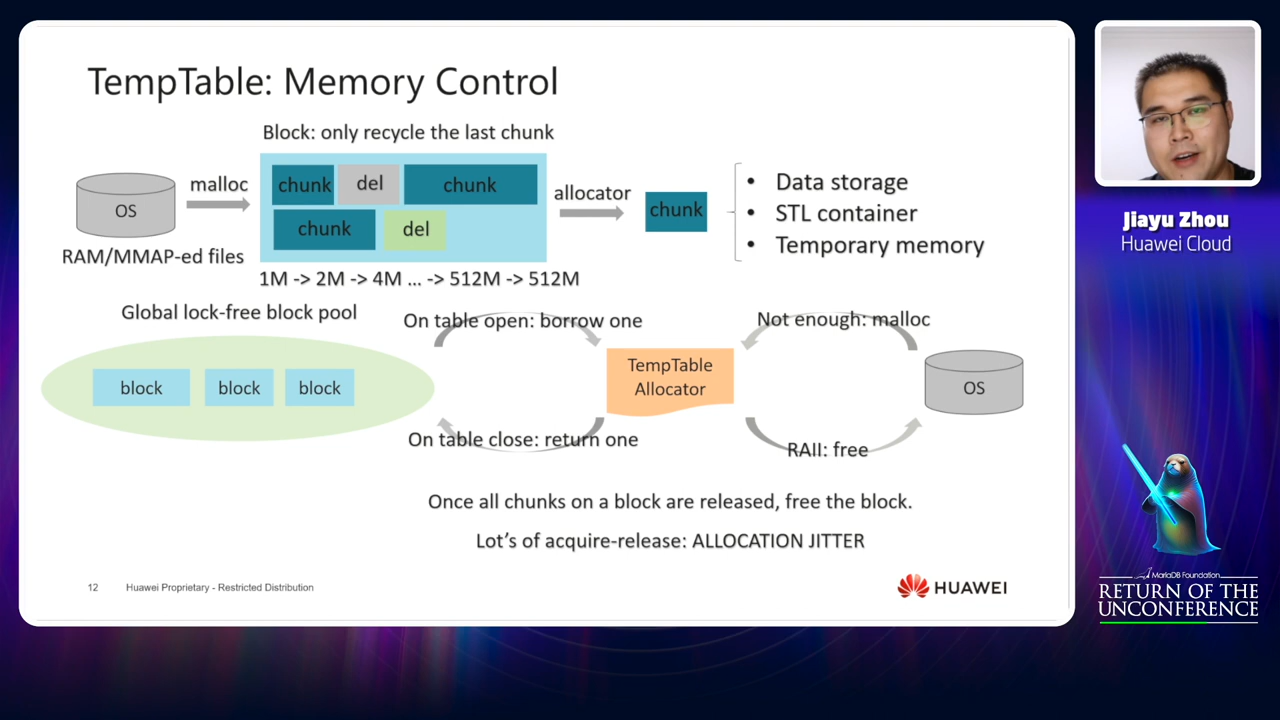 TempTable: Memory Control
Block: only recycle the last chunk
OS
malloc
chunk
del
chunk
chunk
del
allocator
chunk
• Data storage
• STL container
• Temporary memory
RAM/MMAP-ed files
1M -> 2M -> 4M ... -> 512M -> 512M
Global lock-free block pool
block
block
block
On table open: borrow one
On table close: return one
TempTable
Allocator
Not enough: malloc
RAII: free
OS
Once all chunks on a block are released, free the block.
Lot's of acquire-release: ALLOCATION JITTER
12
Huawei Proprietary - Restricted Distribution
HUAWEI
Jiayu Zhou
Huawei Cloud
MariaDB Foundation
RETURN OF THE
UNCONFERENCE